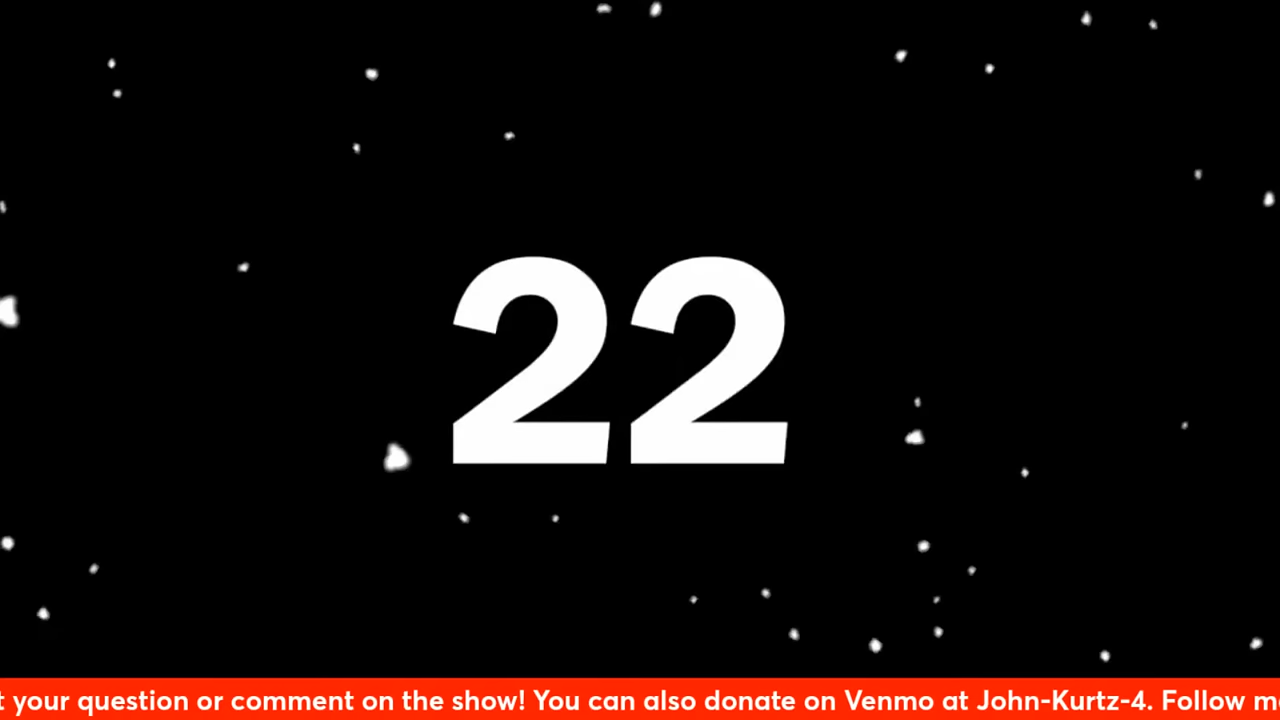 22
your question or comment on the show! You can also donate on Venmo at John-Kurtz-4. Follow